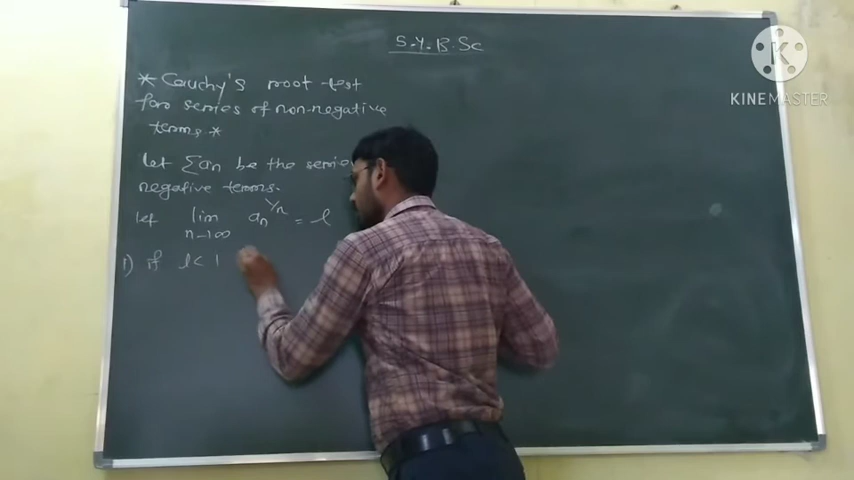 S.Y.B.Sc
* Cauchy's root test
for series of non-negative
terms *
Let Σan be the series
negative terms.
Let lim n→∞ an^1/n = l
1) if l < 1
KINEMASTER